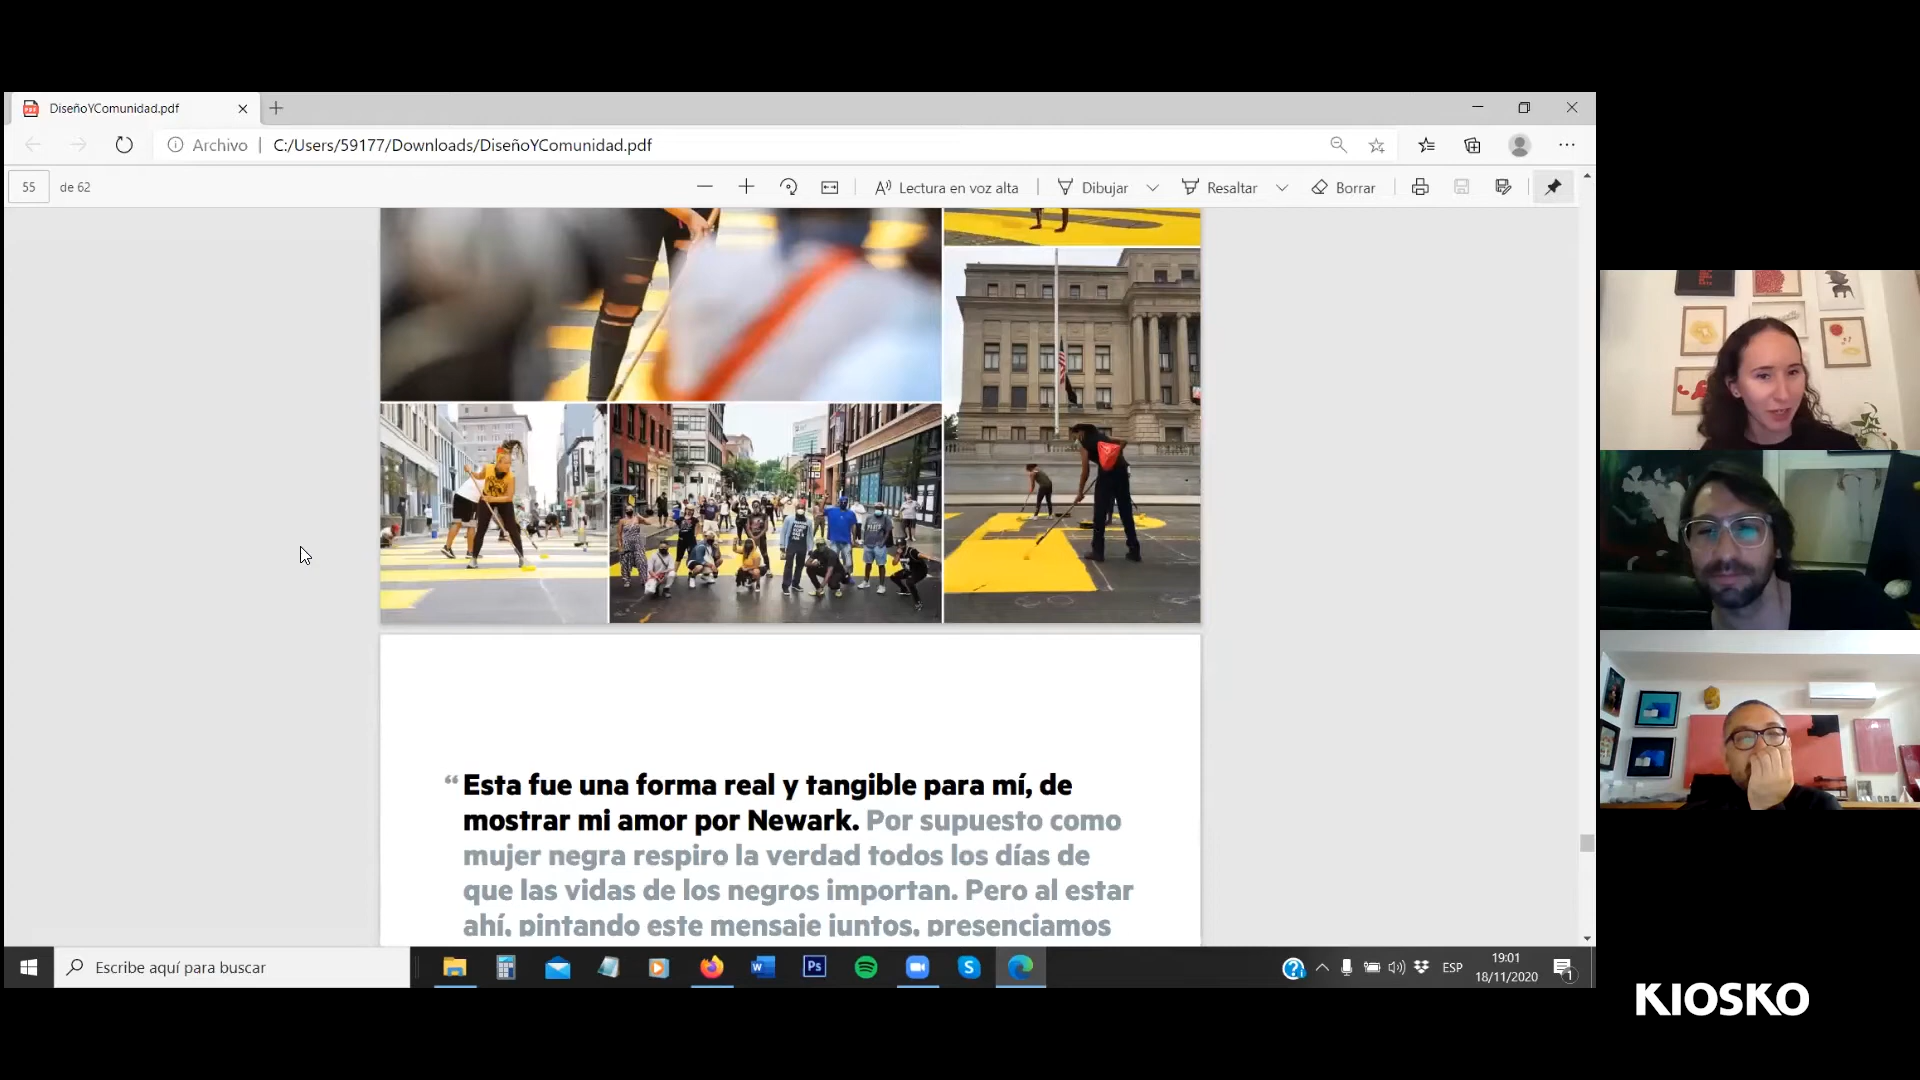 DiseñoYComunidad.pdf
Archivo
C:/Users/59177/Downloads/DiseñoYComunidad.pdf
55
de 62
Lectura en voz alta
Dibujar
Resaltar
Borrar
“Esta fue una forma real y tangible para mí, de
mostrar mi amor por Newark. Por supuesto como
mujer negra respiro la verdad todos los días de
que las vidas de los negros importan. Pero al estar
ahí, pintando este mensaje juntos, presenciamos
Escribe aquí para buscar
ESP
19:01
18/11/2020
1
KIOSKO